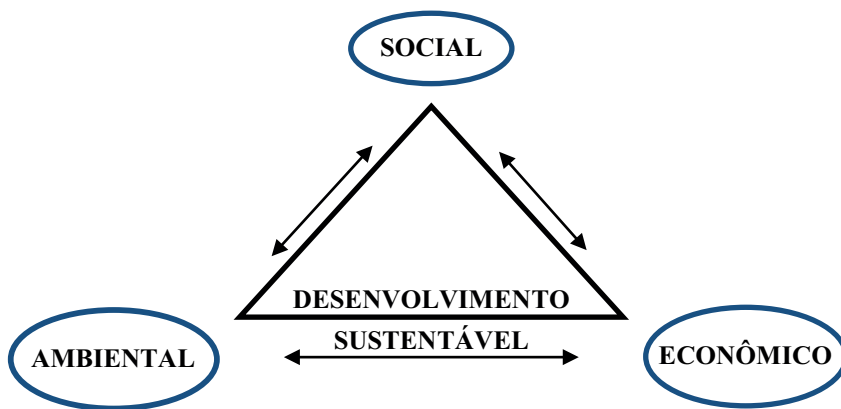 SOCIAL
DESENVOLVIMENTO
SUSTENTÁVEL
AMBIENTAL
ECONÔMICO